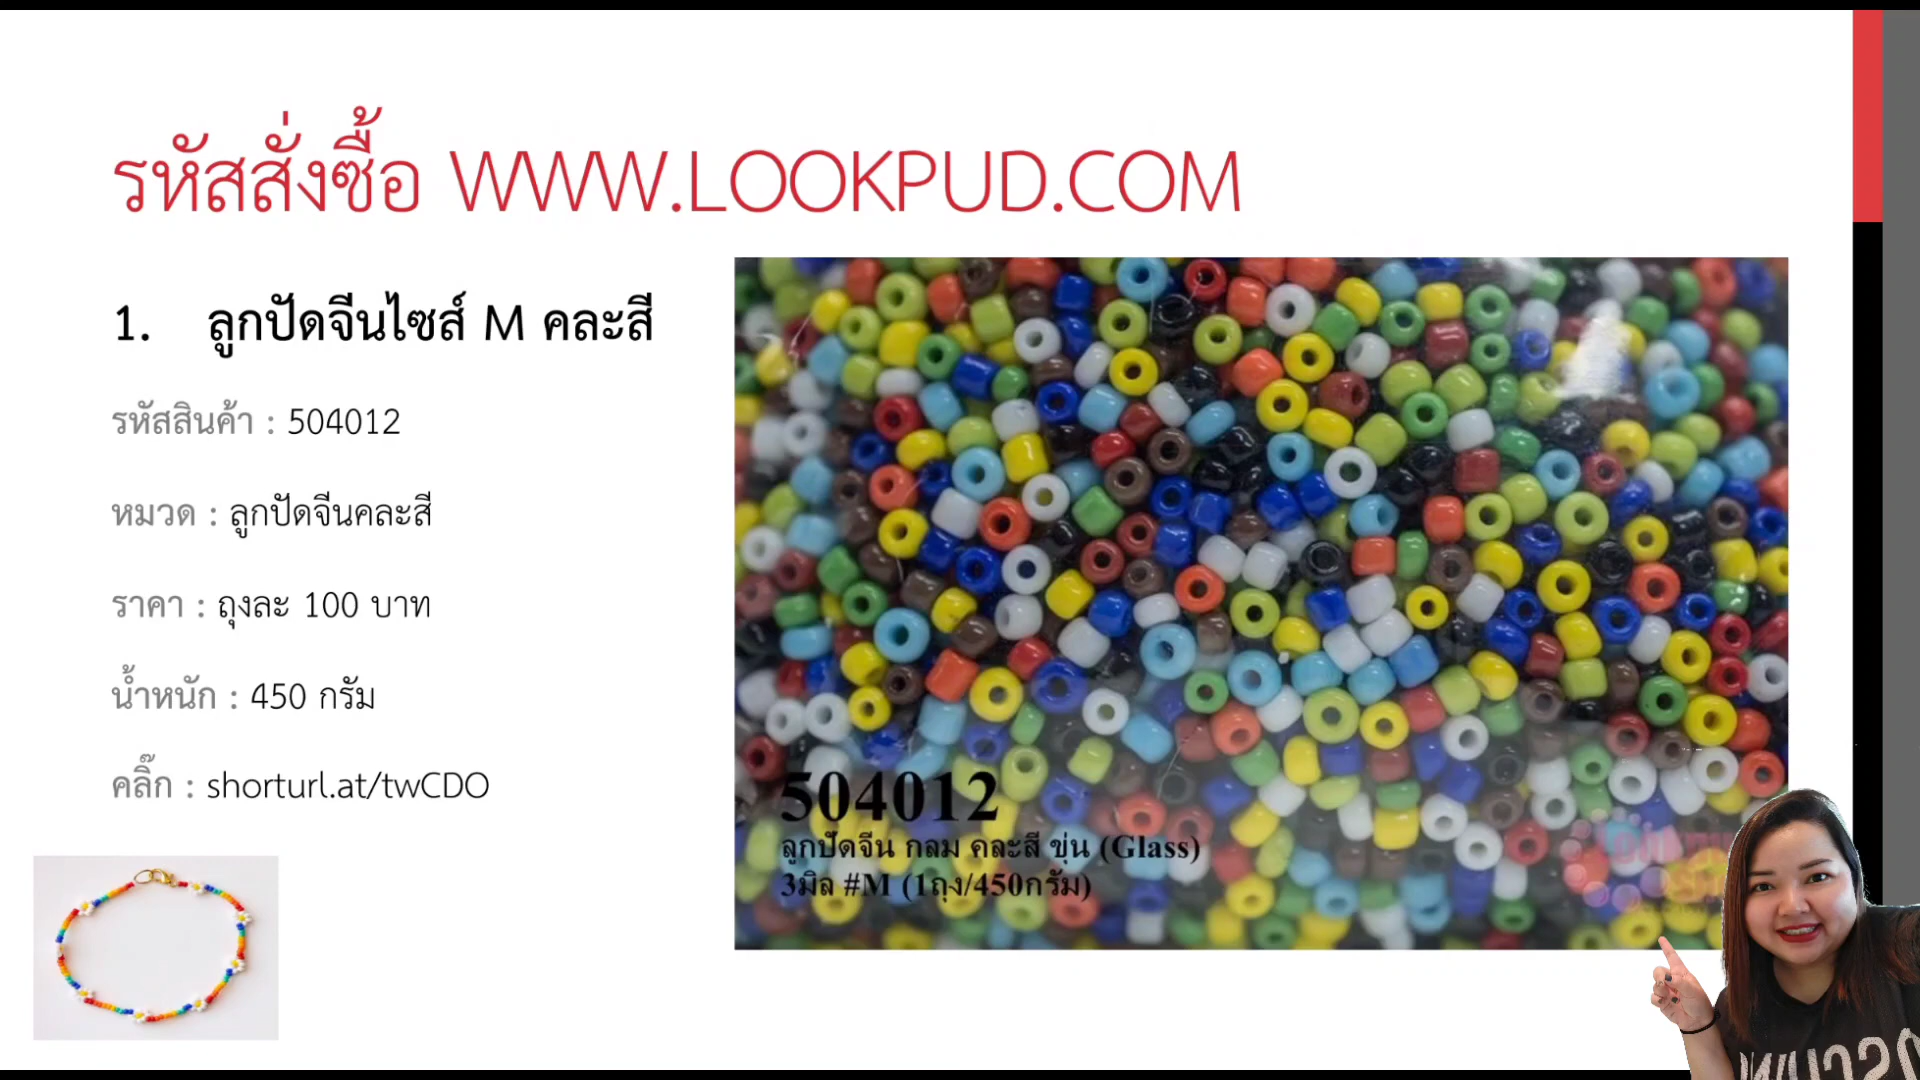 รหัสสั่งซื้อ WWW.LOOKPUD.COM
1. ลูกปัดจีนไซส์ M คละสี
รหัสสินค้า : 504012
หมวด : ลูกปัดจีนคละสี
ราคา : ถุงละ 100 บาท
น้ำหนัก : 450 กรัม
คลิ๊ก : shorturl.at/twCDO
504012
ลูกปัดจีน กลม คละสี ขุ่น (Glass)
3มิล #M (1ถุง/450กรัม)